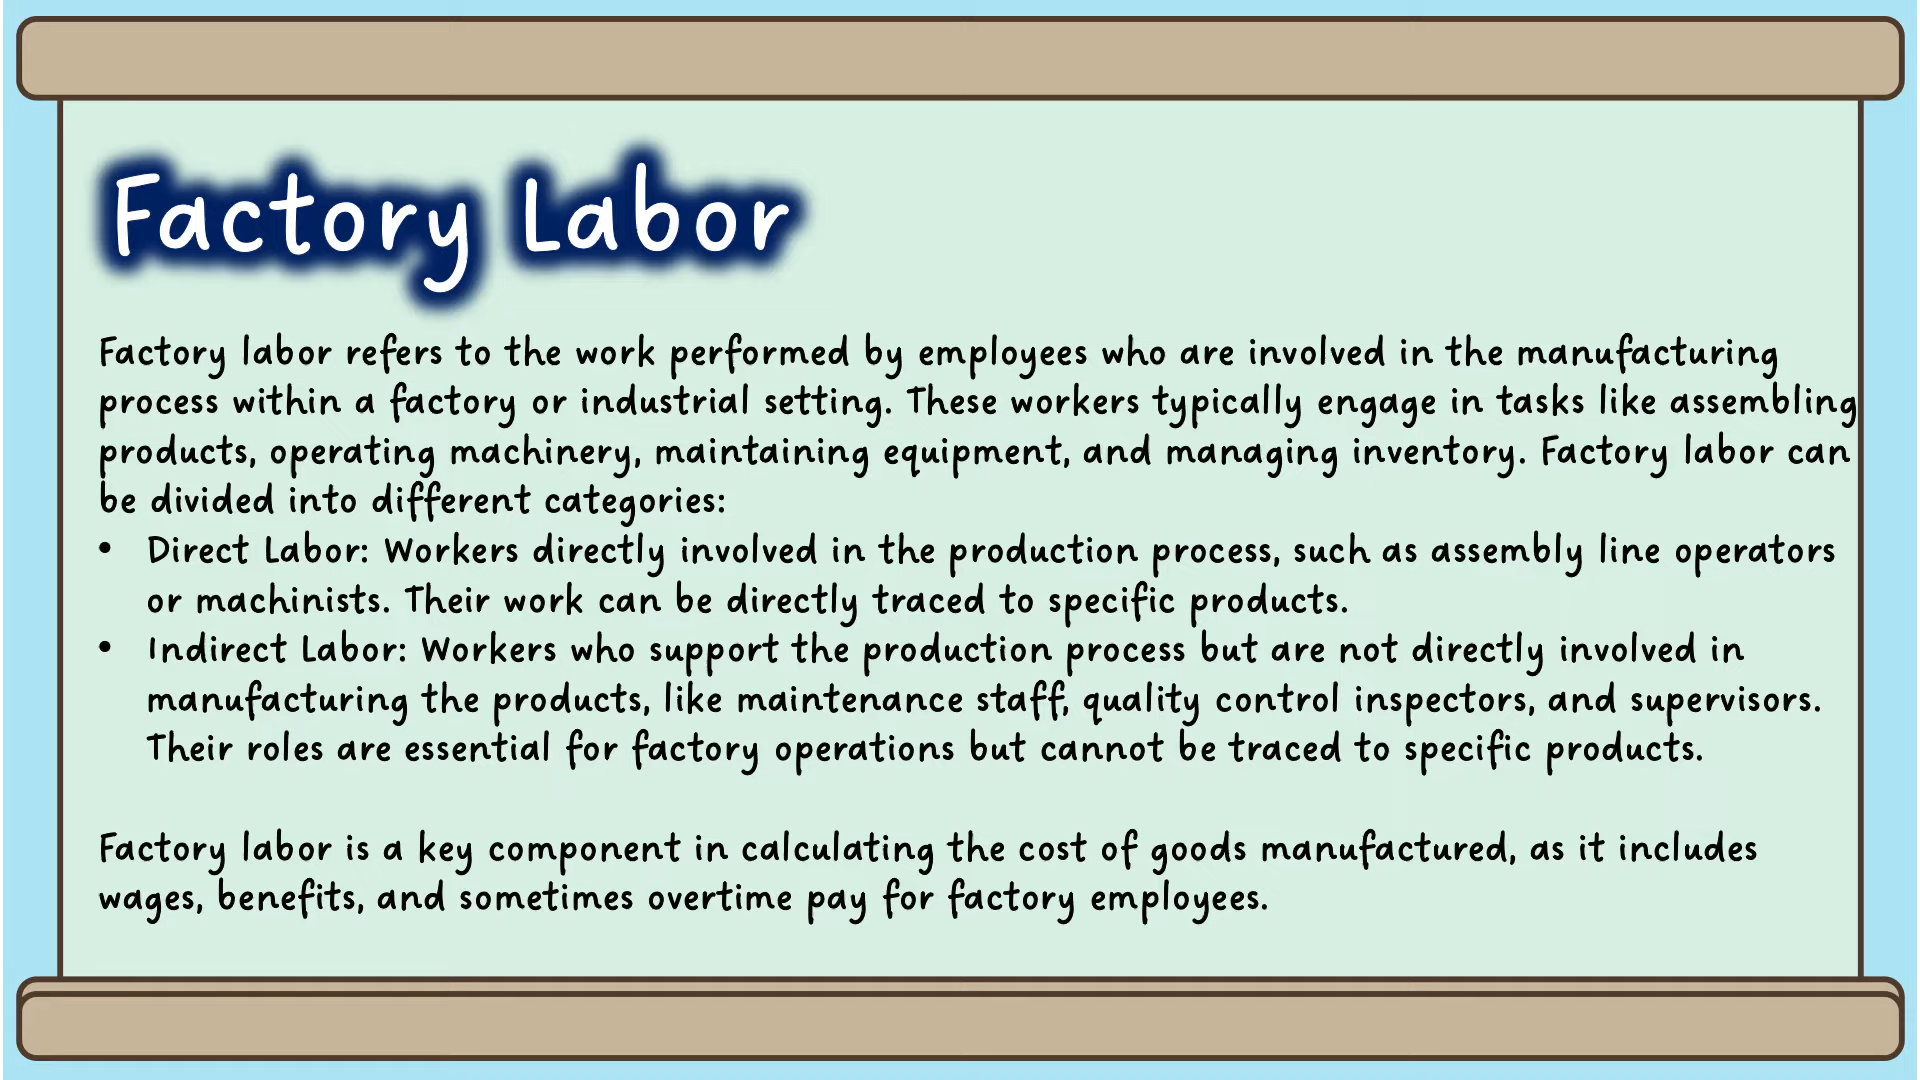 Factory Labor
Factory labor refers to the work performed by employees who are involved in the manufacturing
process within a factory or industrial setting. These workers typically engage in tasks like assembling
products, operating machinery, maintaining equipment, and managing inventory. Factory labor can
be divided into different categories:
• Direct Labor: Workers directly involved in the production process, such as assembly line operators
or machinists. Their work can be directly traced to specific products.
• Indirect Labor: Workers who support the production process but are not directly involved in
manufacturing the products, like maintenance staff, quality control inspectors, and supervisors.
Their roles are essential for factory operations but cannot be traced to specific products.
Factory labor is a key component in calculating the cost of goods manufactured, as it includes
wages, benefits, and sometimes overtime pay for factory employees.